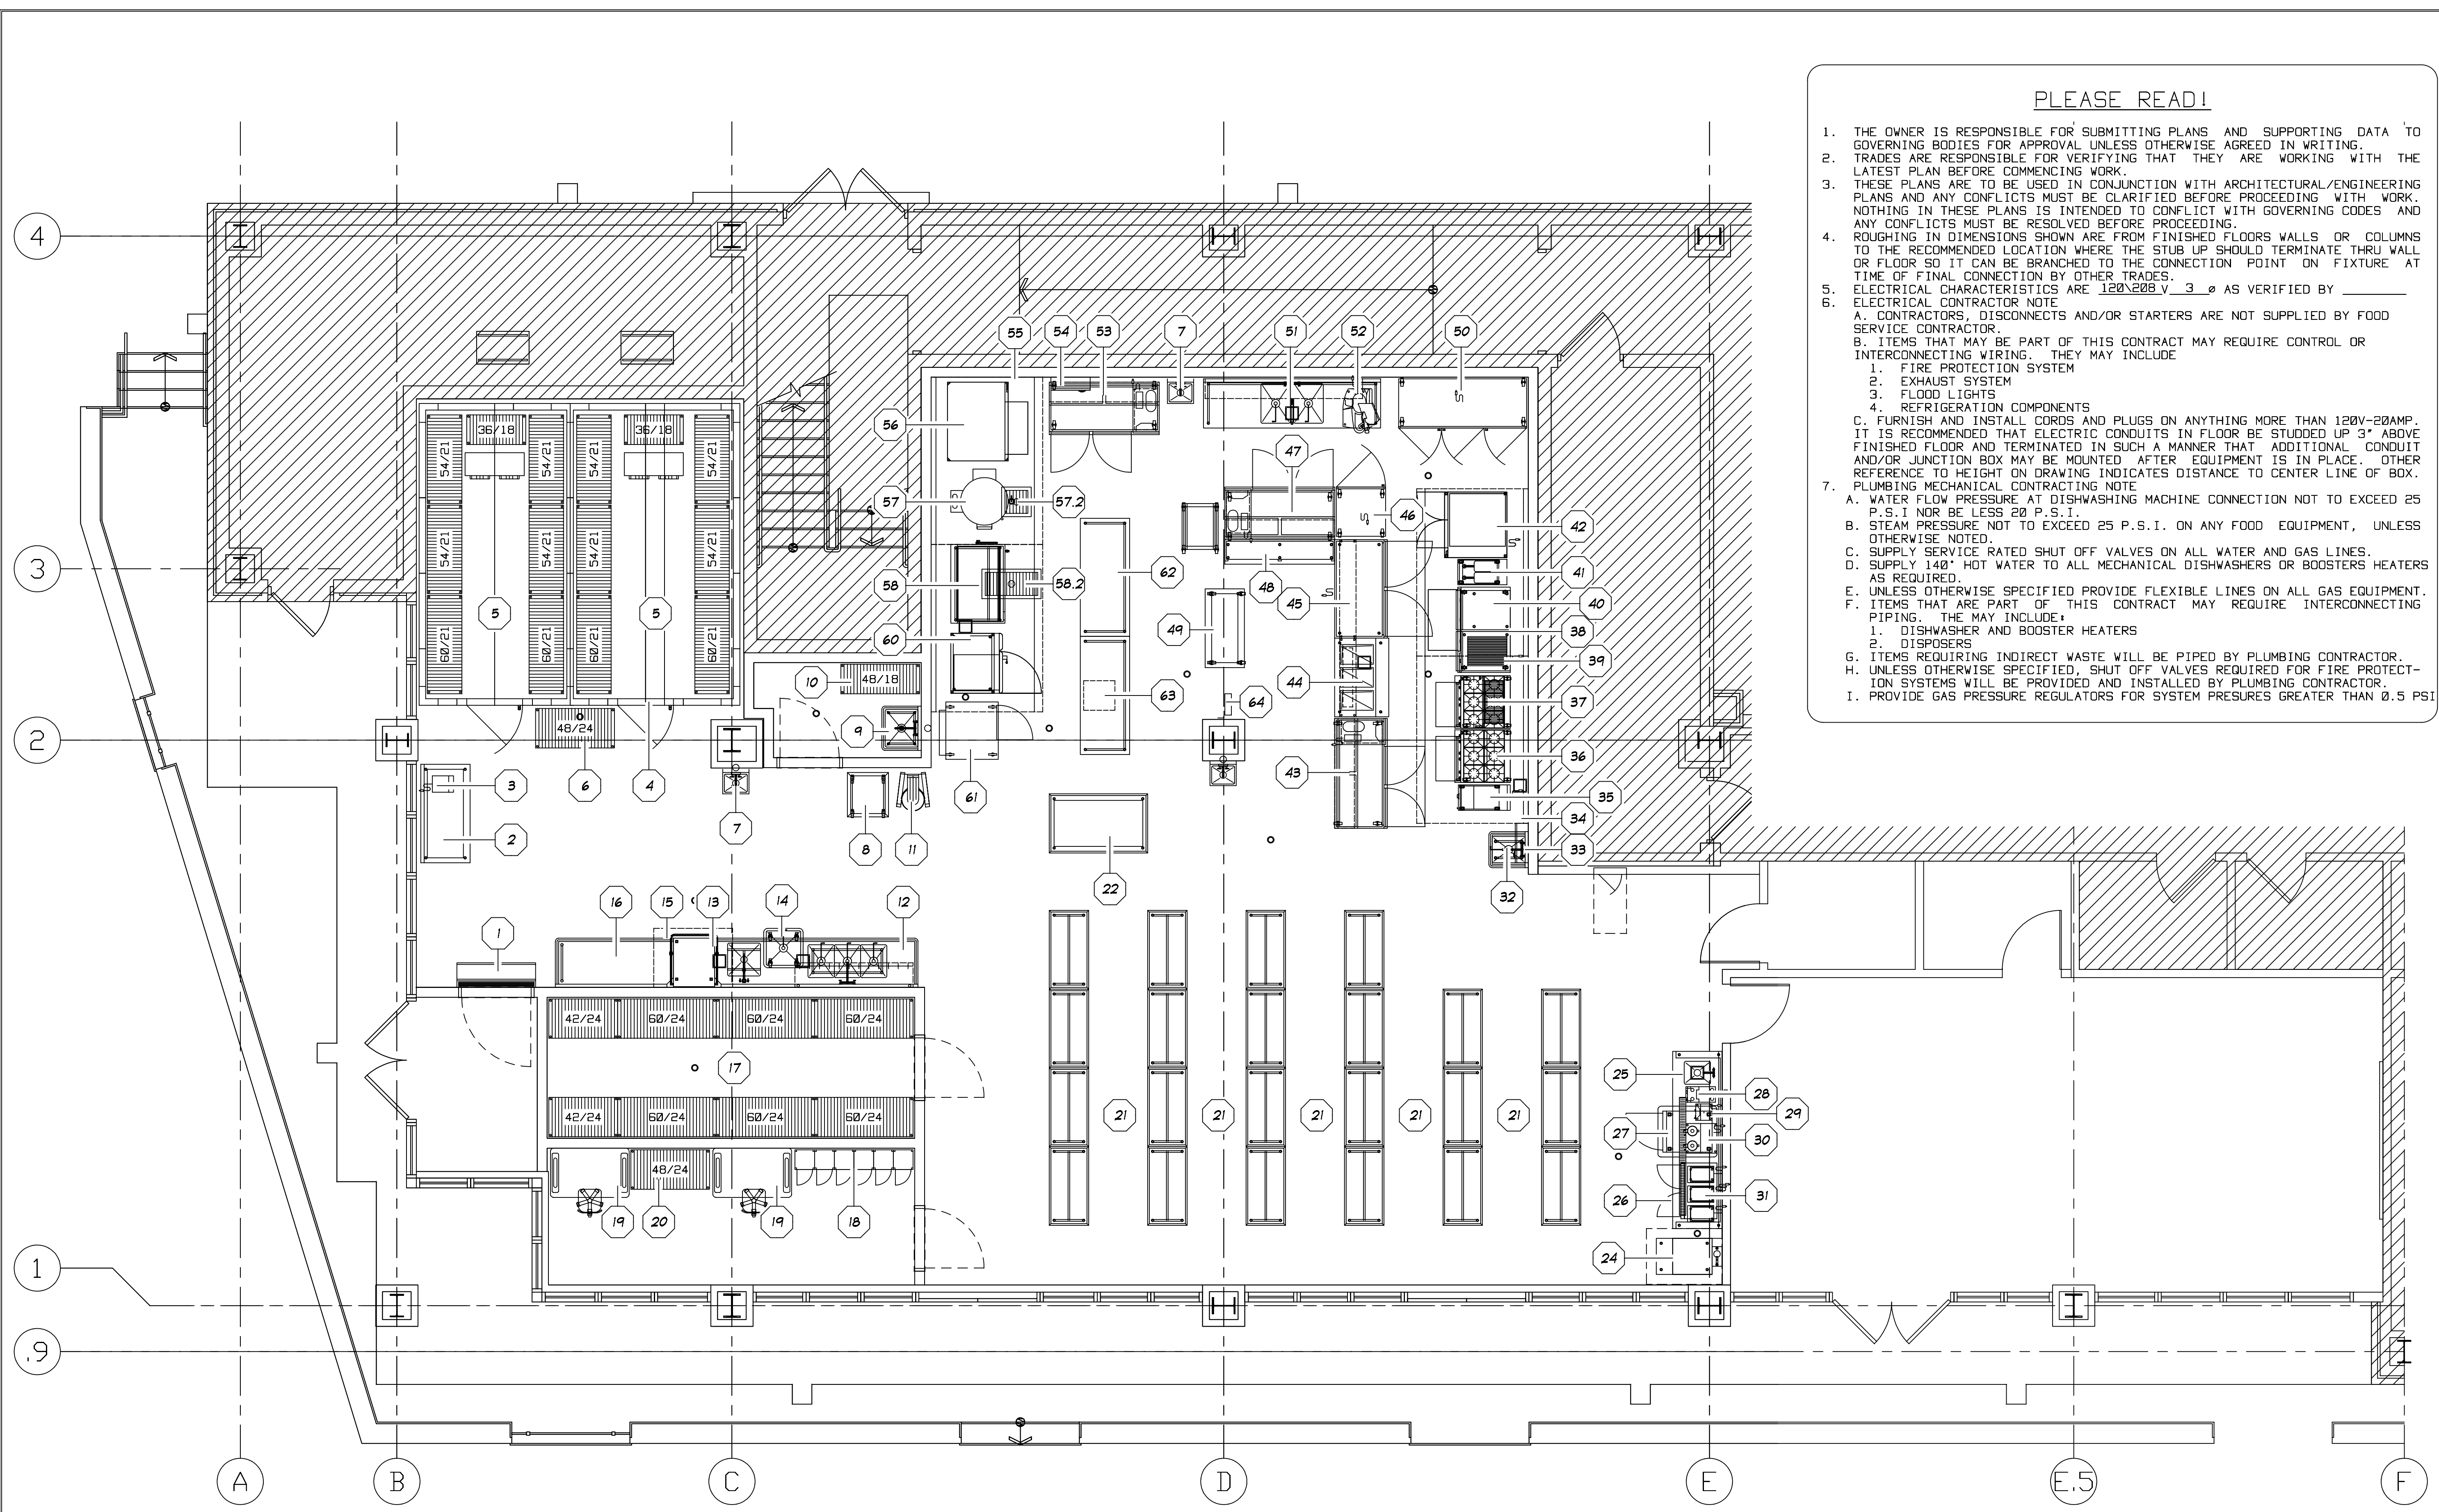 PLEASE READ!
1. THE OWNER IS RESPONSIBLE FOR SUBMITTING PLANS AND SUPPORTING DATA TO
GOVERNING BODIES FOR APPROVAL UNLESS OTHERWISE AGREED IN WRITING.
2. TRADES ARE RESPONSIBLE FOR VERIFYING THAT THEY ARE WORKING WITH THE
LATEST PLAN BEFORE COMMENCING WORK.
3. THESE PLANS ARE TO BE USED IN CONJUNCTION WITH ARCHITECTURAL/ENGINEERING
PLANS AND ANY CONFLICTS MUST BE CLARIFIED BEFORE PROCEEDING WITH WORK.
NOTHING IN THESE PLANS IS INTENDED TO CONFLICT WITH GOVERNING CODES AND
ANY CONFLICTS MUST BE RESOLVED BEFORE PROCEEDING.
4. ROUGHING IN DIMENSIONS SHOWN ARE FROM FINISHED FLOORS WALLS OR COLUMNS
TO THE RECOMMENDED LOCATION WHERE THE STUB UP SHOULD TERMINATE THRU WALL
OR FLOOR SO IT CAN BE BRANCHED TO THE CONNECTION POINT ON FIXTURE AT
TIME OF FINAL CONNECTION BY OTHER TRADES.
5. ELECTRICAL CHARACTERISTICS ARE 120\208 V 3 ø AS VERIFIED BY ________
6. ELECTRICAL CONTRACTOR NOTE
A. CONTRACTORS, DISCONNECTS AND/OR STARTERS ARE NOT SUPPLIED BY FOOD
SERVICE CONTRACTOR.
B. ITEMS THAT MAY BE PART OF THIS CONTRACT MAY REQUIRE CONTROL OR
INTERCONNECTING WIRING. THEY MAY INCLUDE
1. FIRE PROTECTION SYSTEM
2. EXHAUST SYSTEM
3. FLOOD LIGHTS
4. REFRIGERATION COMPONENTS
C. FURNISH AND INSTALL CORDS AND PLUGS ON ANYTHING MORE THAN 120V-20AMP.
IT IS RECOMMENDED THAT ELECTRIC CONDUITS IN FLOOR BE STUDDED UP 3" ABOVE
FINISHED FLOOR AND TERMINATED IN SUCH A MANNER THAT ADDITIONAL CONDUIT
AND/OR JUNCTION BOX MAY BE MOUNTED AFTER EQUIPMENT IS IN PLACE. OTHER
REFERENCE TO HEIGHT ON DRAWING INDICATES DISTANCE TO CENTER LINE OF BOX.
7. PLUMBING MECHANICAL CONTRACTING NOTE
A. WATER FLOW PRESSURE AT DISHWASHING MACHINE CONNECTION NOT TO EXCEED 25
P.S.I NOR BE LESS 20 P.S.I.
B. STEAM PRESSURE NOT TO EXCEED 25 P.S.I. ON ANY FOOD EQUIPMENT, UNLESS
OTHERWISE NOTED.
C. SUPPLY SERVICE RATED SHUT OFF VALVES ON ALL WATER AND GAS LINES.
D. SUPPLY 140° HOT WATER TO ALL MECHANICAL DISHWASHERS OR BOOSTERS HEATERS
AS REQUIRED.
E. UNLESS OTHERWISE SPECIFIED PROVIDE FLEXIBLE LINES ON ALL GAS EQUIPMENT.
F. ITEMS THAT ARE PART OF THIS CONTRACT MAY REQUIRE INTERCONNECTING
PIPING. THE MAY INCLUDE:
1. DISHWASHER AND BOOSTER HEATERS
2. DISPOSERS
G. ITEMS REQUIRING INDIRECT WASTE WILL BE PIPED BY PLUMBING CONTRACTOR.
H. UNLESS OTHERWISE SPECIFIED, SHUT OFF VALVES REQUIRED FOR FIRE PROTECT-
ION SYSTEMS WILL BE PROVIDED AND INSTALLED BY PLUMBING CONTRACTOR.
I. PROVIDE GAS PRESSURE REGULATORS FOR SYSTEM PRESURES GREATER THAN 0.5 PSI
4
55 54 53 7 51 52 50
56
36/18 36/18
54/21 54/21 54/21 54/21
47
57 57.2
46 42
54/21 54/21 54/21 54/21
3
58 58.2 62 48 45 41
40
5 5
49 38
60
60/21 60/21 60/21 60/21
39
10 48/18 44
63 64 37
9
2
48/24
36
3 6 4 61 43 35
7
34
2 8 11 33
22 32
16 15 13 14 12
1
42/24 60/24 60/24 60/24
17 25
28
42/24 60/24 60/24 60/24
21 21 21 21 21
29
27 30
48/24
31
26
19 20 19 18
24
1
.9
A B C D E E.5 F